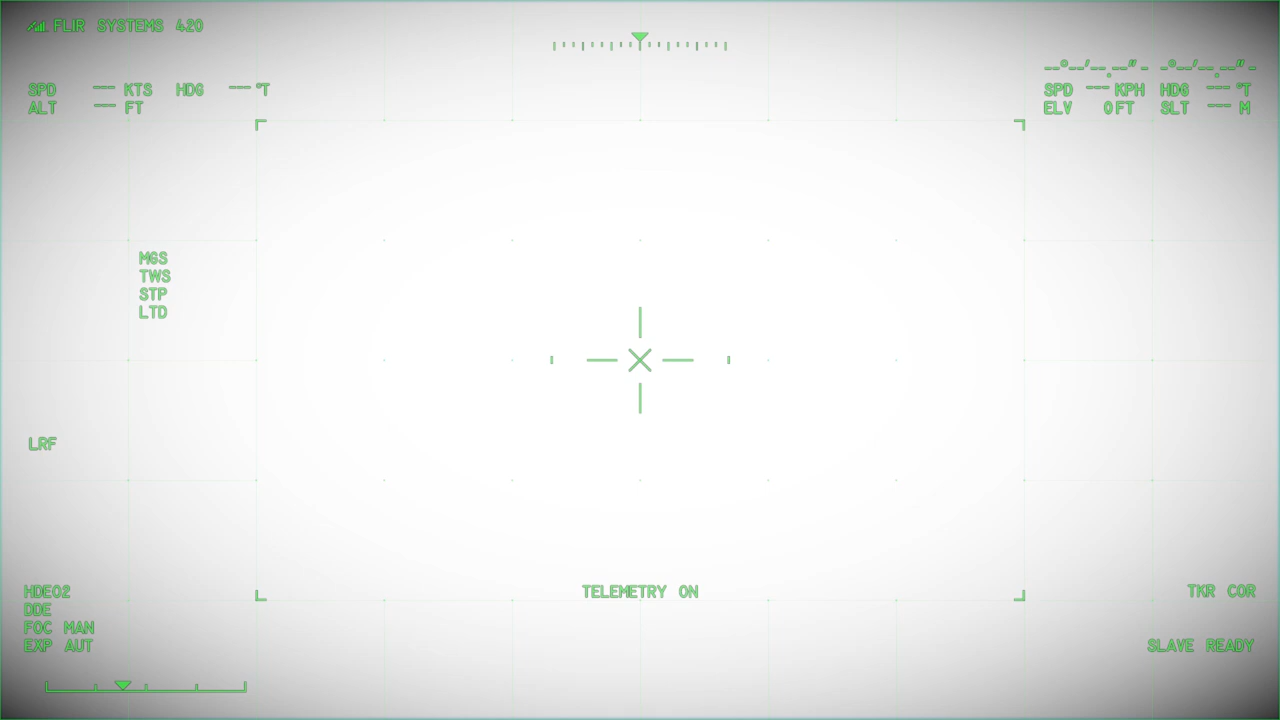 FLIR SYSTEMS 420
SPD --- KTS HDG --- °T
ALT --- FT
--°--'--.--"- -°--'--.--"-
SPD --- KPH HDG --- °T
ELV 0 FT SLT --- M
MGS
TWS
STP
LTD
LRF
HDEO2
DDE
FOC MAN
EXP AUT
TELEMETRY ON
TKR COR
SLAVE READY